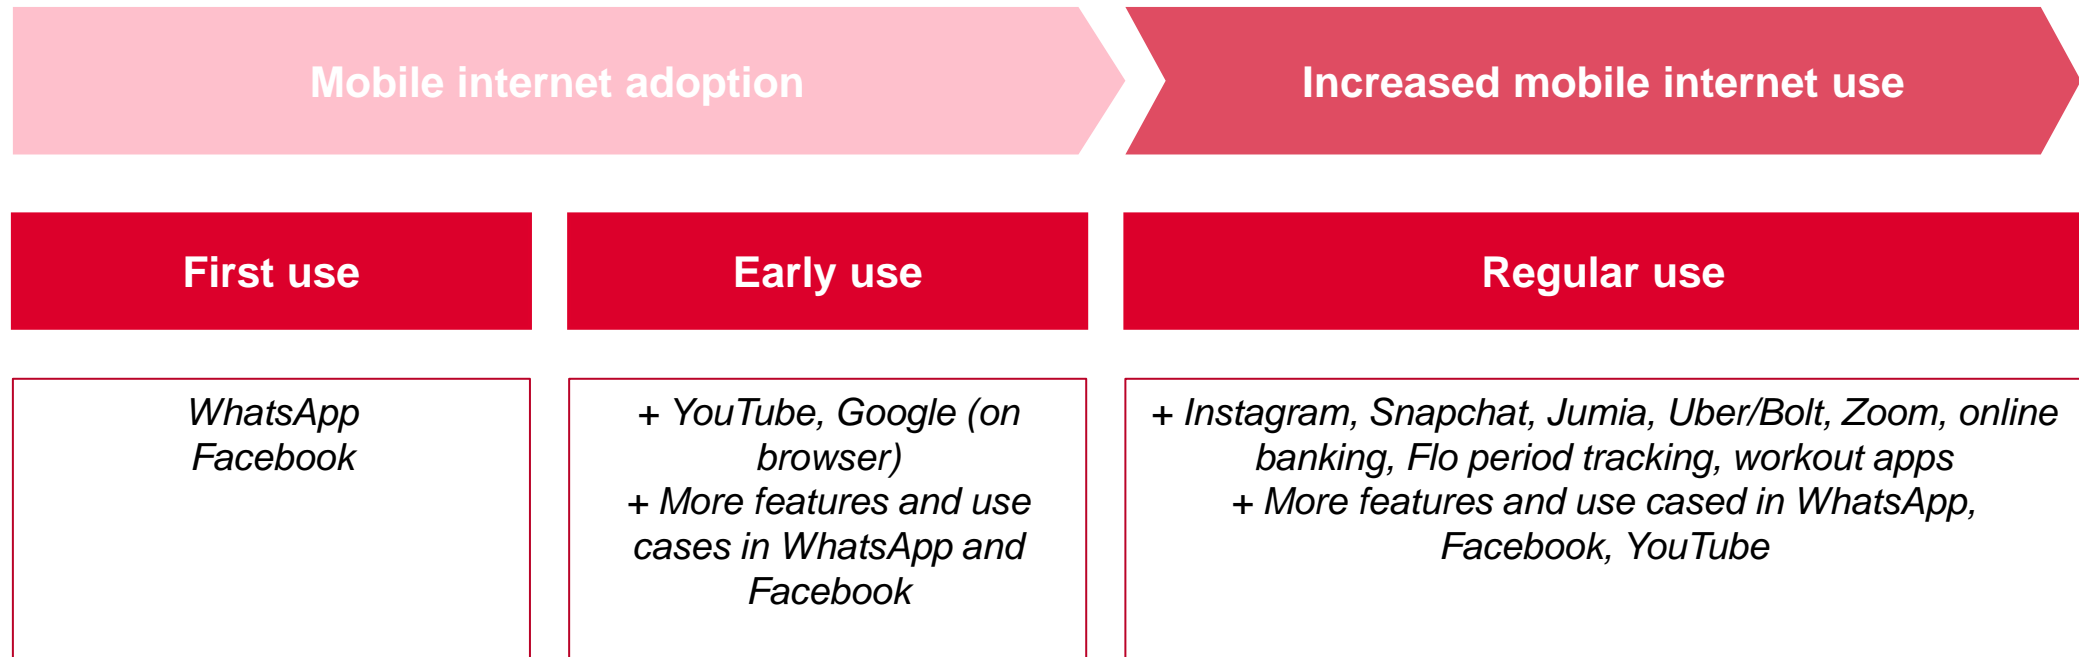 Mobile internet adoption
Increased mobile internet use
First use
Early use
Regular use
WhatsApp
Facebook
+ YouTube, Google (on
browser)
+ More features and use
cases in WhatsApp and
Facebook
+ Instagram, Snapchat, Jumia, Uber/Bolt, Zoom, online
banking, Flo period tracking, workout apps
+ More features and use cased in WhatsApp,
Facebook, YouTube